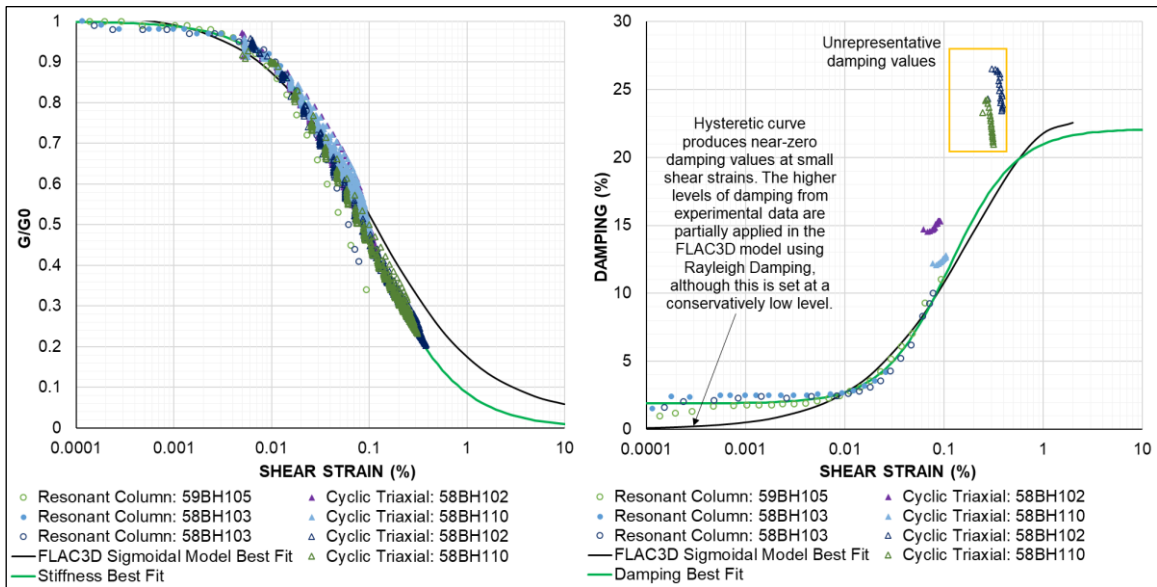 1
0.9
0.8
0.7
0.6
0.5
0.4
0.3
0.2
0.1
0
G/G0
0.0001 0.001 0.01 0.1 1 10
SHEAR STRAIN (%)
Resonant Column: 59BH105
Resonant Column: 58BH103
Resonant Column: 58BH103
FLAC3D Sigmoidal Model Best Fit
Stiffness Best Fit
Cyclic Triaxial: 58BH102
Cyclic Triaxial: 58BH110
Cyclic Triaxial: 58BH102
Cyclic Triaxial: 58BH110
30
25
20
15
10
5
0
DAMPING (%)
Unrepresentative
damping values
Hysteretic curve
produces near-zero
damping values at small
shear strains. The higher
levels of damping from
experimental data are
partially applied in the
FLAC3D model using
Rayleigh Damping,
although this is set at a
conservatively low level.
0.0001 0.001 0.01 0.1 1 10
SHEAR STRAIN (%)
Resonant Column: 59BH105
Resonant Column: 58BH103
Resonant Column: 58BH103
FLAC3D Sigmoidal Model Best Fit
Damping Best Fit
Cyclic Triaxial: 58BH102
Cyclic Triaxial: 58BH110
Cyclic Triaxial: 58BH102
Cyclic Triaxial: 58BH110